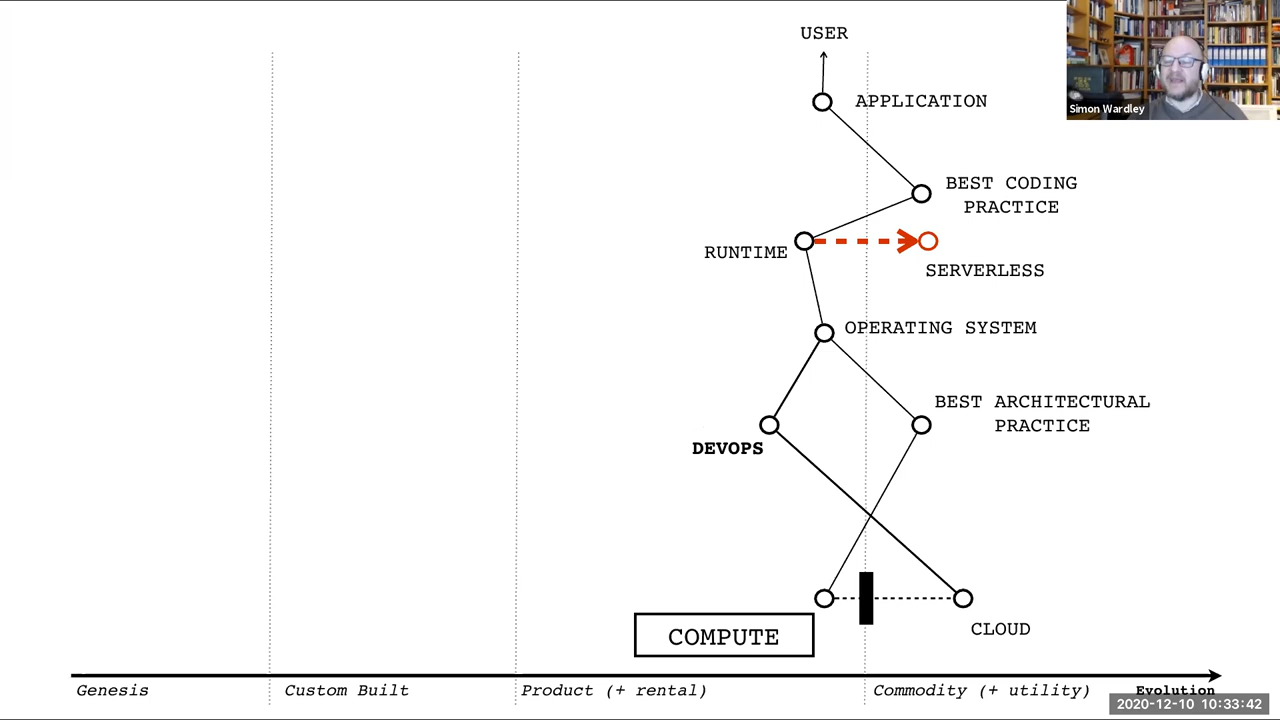 USER
Simon Wardley
APPLICATION
BEST CODING
PRACTICE
RUNTIME
SERVERLESS
OPERATING SYSTEM
BEST ARCHITECTURAL
PRACTICE
DEVOPS
COMPUTE
CLOUD
Genesis
Custom Built
Product (+ rental)
Commodity (+ utility)
Evolution
2020-12-10 10:33:42